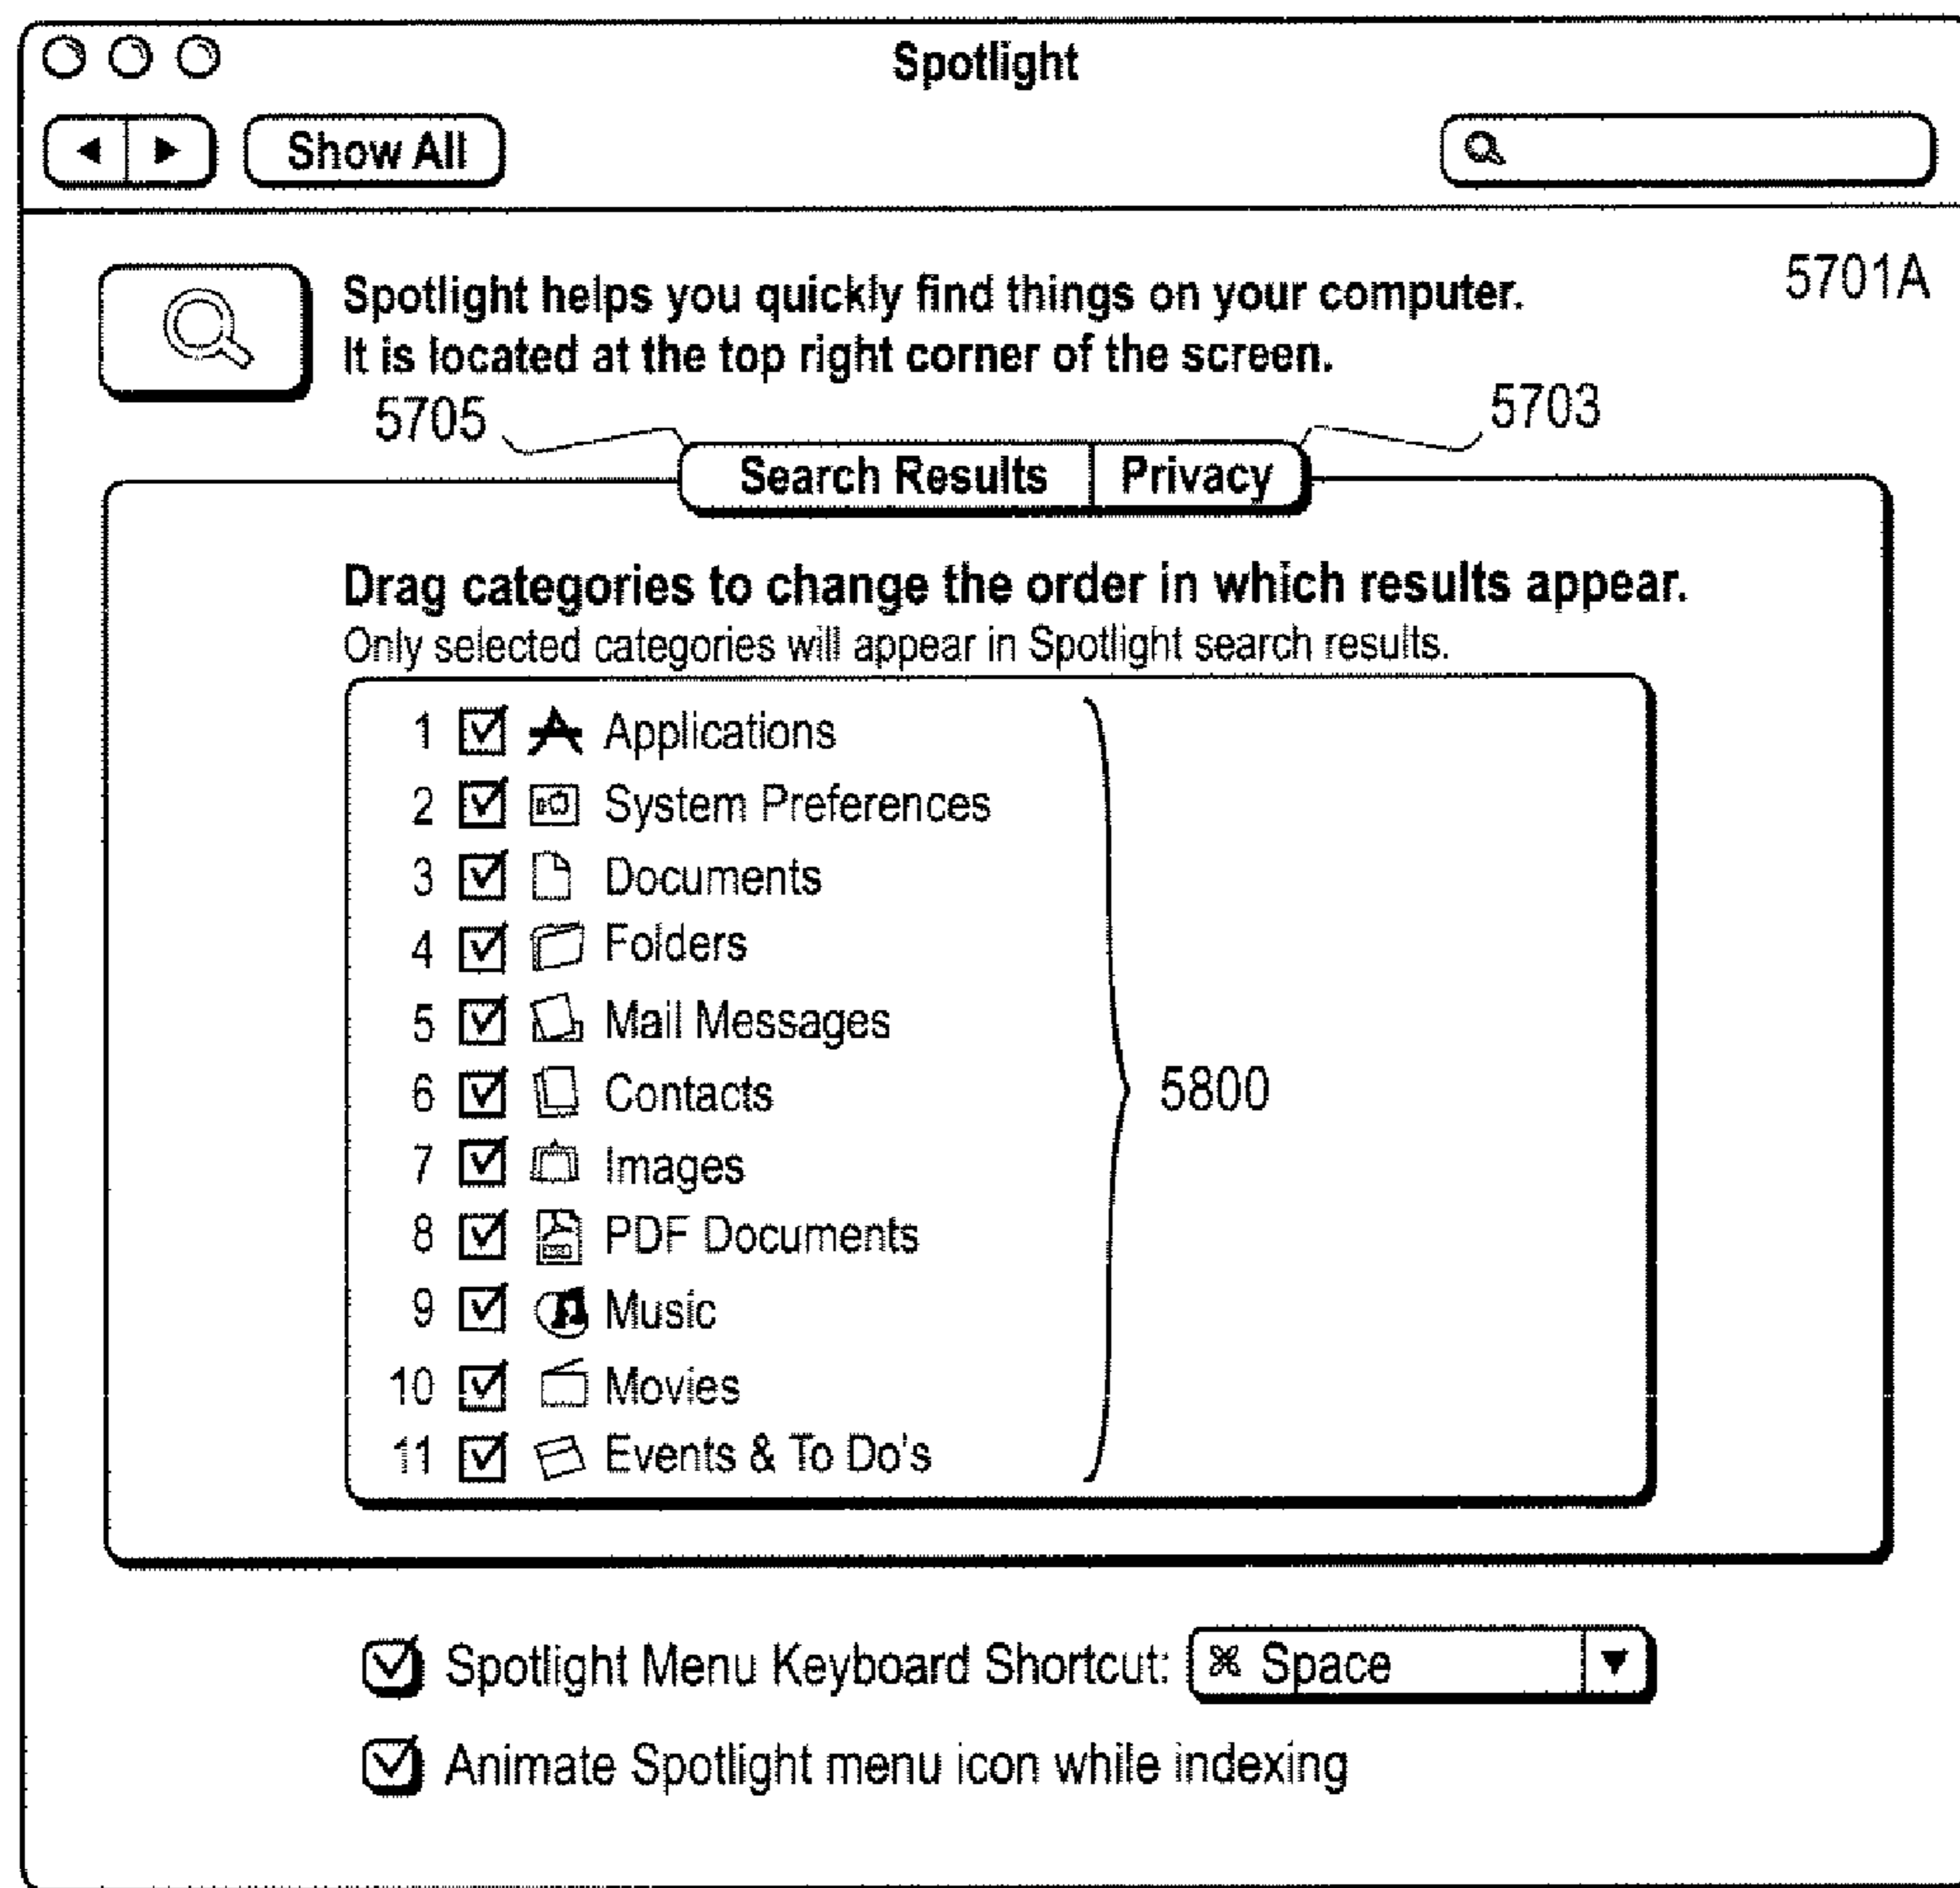 Spotlight
Show All
5701A
Spotlight helps you quickly find things on your computer.
It is located at the top right corner of the screen.
5705
5703
Search Results Privacy
Drag categories to change the order in which results appear.
Only selected categories will appear in Spotlight search results.
1 Applications
2 System Preferences
3 Documents
4 Folders
5 Mail Messages
6 Contacts
7 Images
8 PDF Documents
9 Music
10 Movies
11 Events & To Do's
5800
Spotlight Menu Keyboard Shortcut: ⌘ Space
Animate Spotlight menu icon while indexing